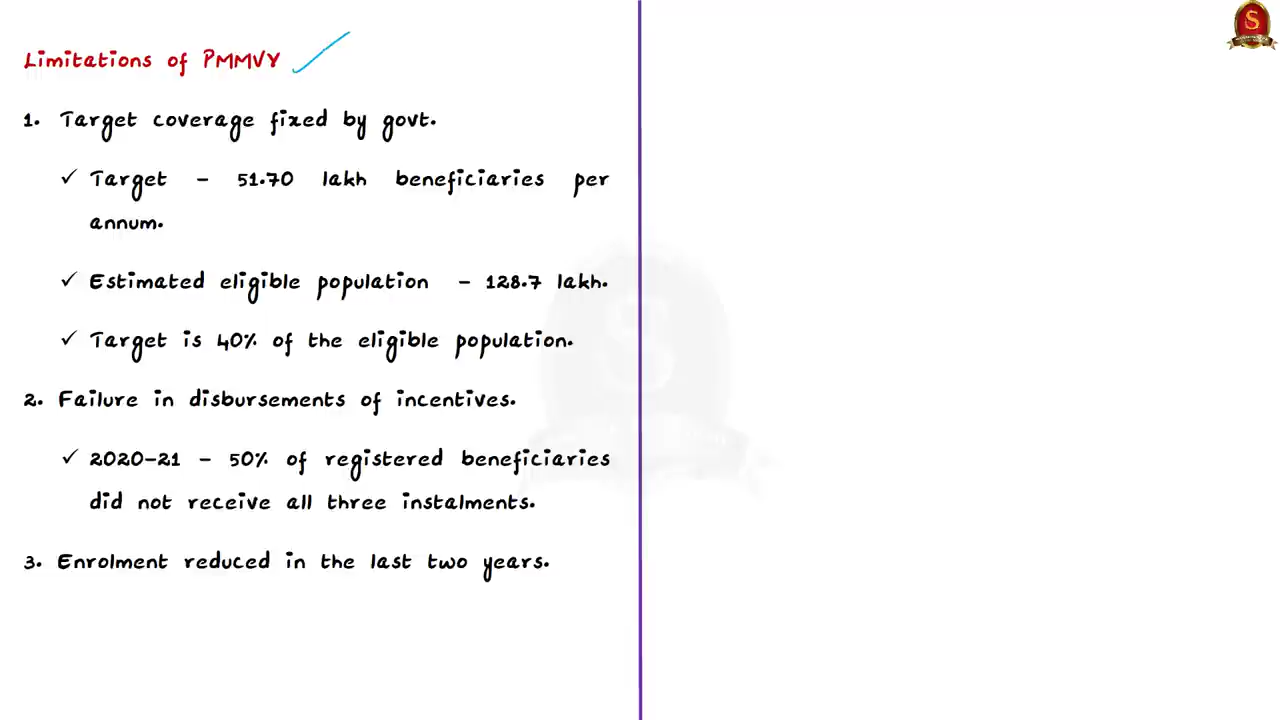 Limitations of PMMVY
1. Target coverage fixed by govt.
✓ Target - 51.70 lakh beneficiaries per
annum.
✓ Estimated eligible population - 128.7 lakh.
✓ Target is 40% of the eligible population.
2. Failure in disbursements of incentives.
✓ 2020-21 - 50% of registered beneficiaries
did not receive all three instalments.
3. Enrolment reduced in the last two years.
S